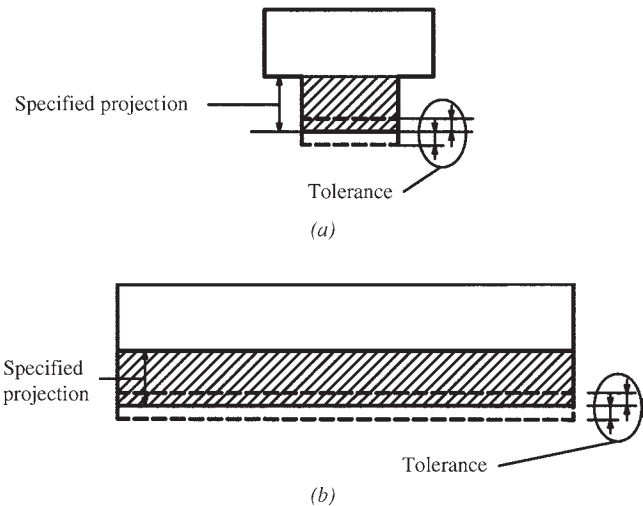 Specified projection
Tolerance
(a)
Specified
projection
Tolerance
(b)